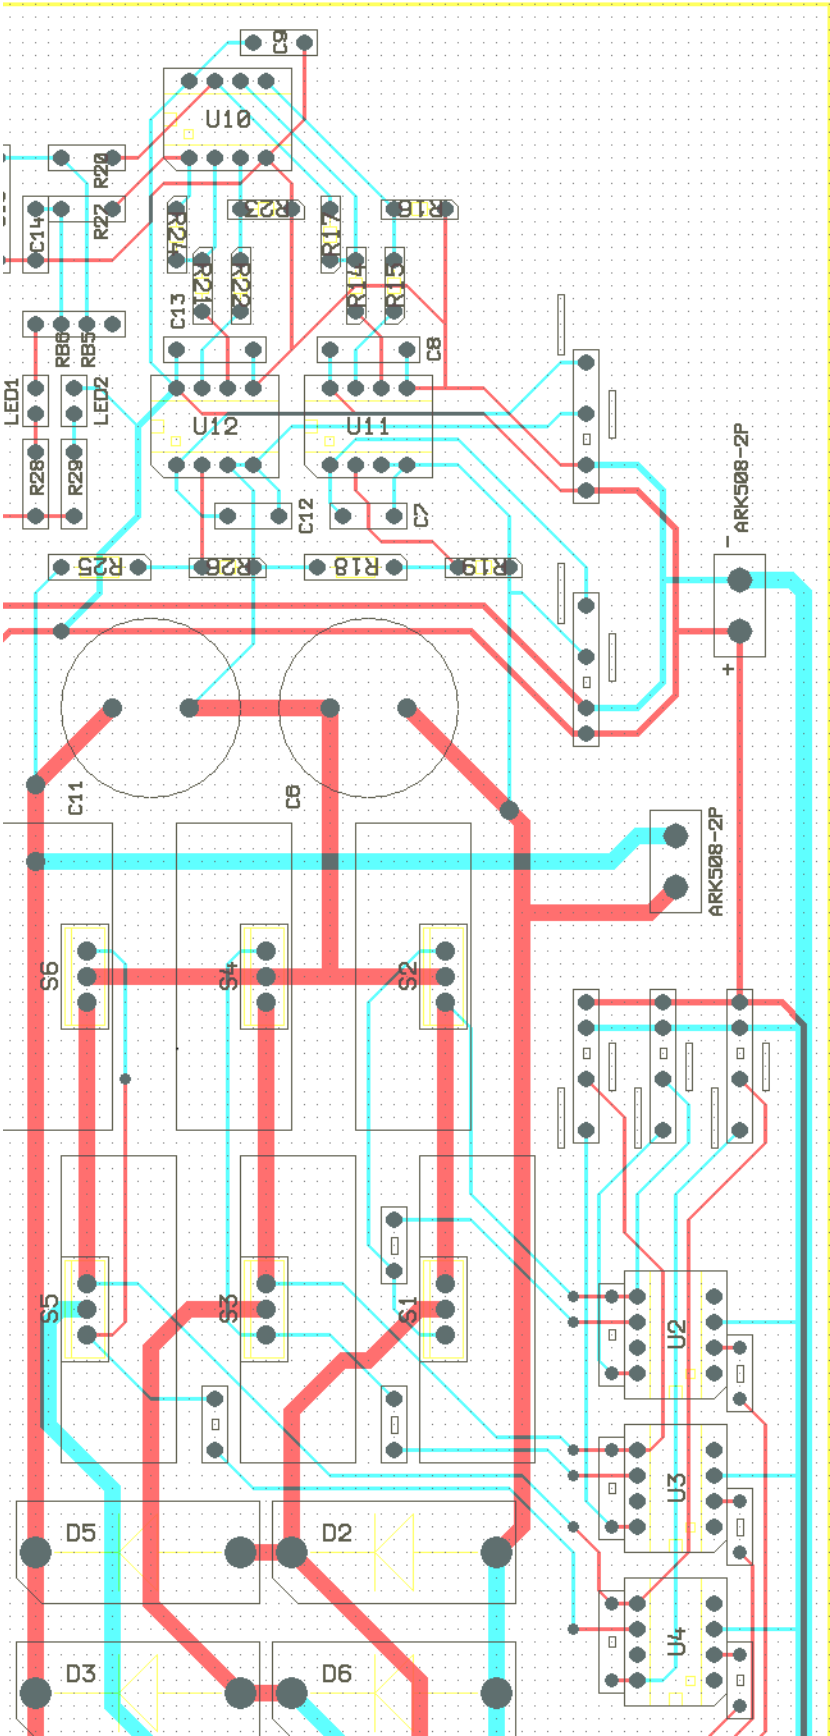 C9
U10
R20
R27
C14
R24
R23
R17
R16
R21
R22
R14
R15
C13
C8
RB6
RB5
LED1
LED2
U12
U11
R28
R29
C12
C7
ARK508-2P
-
+
R25
R26
R18
R19
C11
C6
ARK508-2P
S6
S4
S2
S5
S3
S1
U2
U3
U4
D5
D2
D3
D6